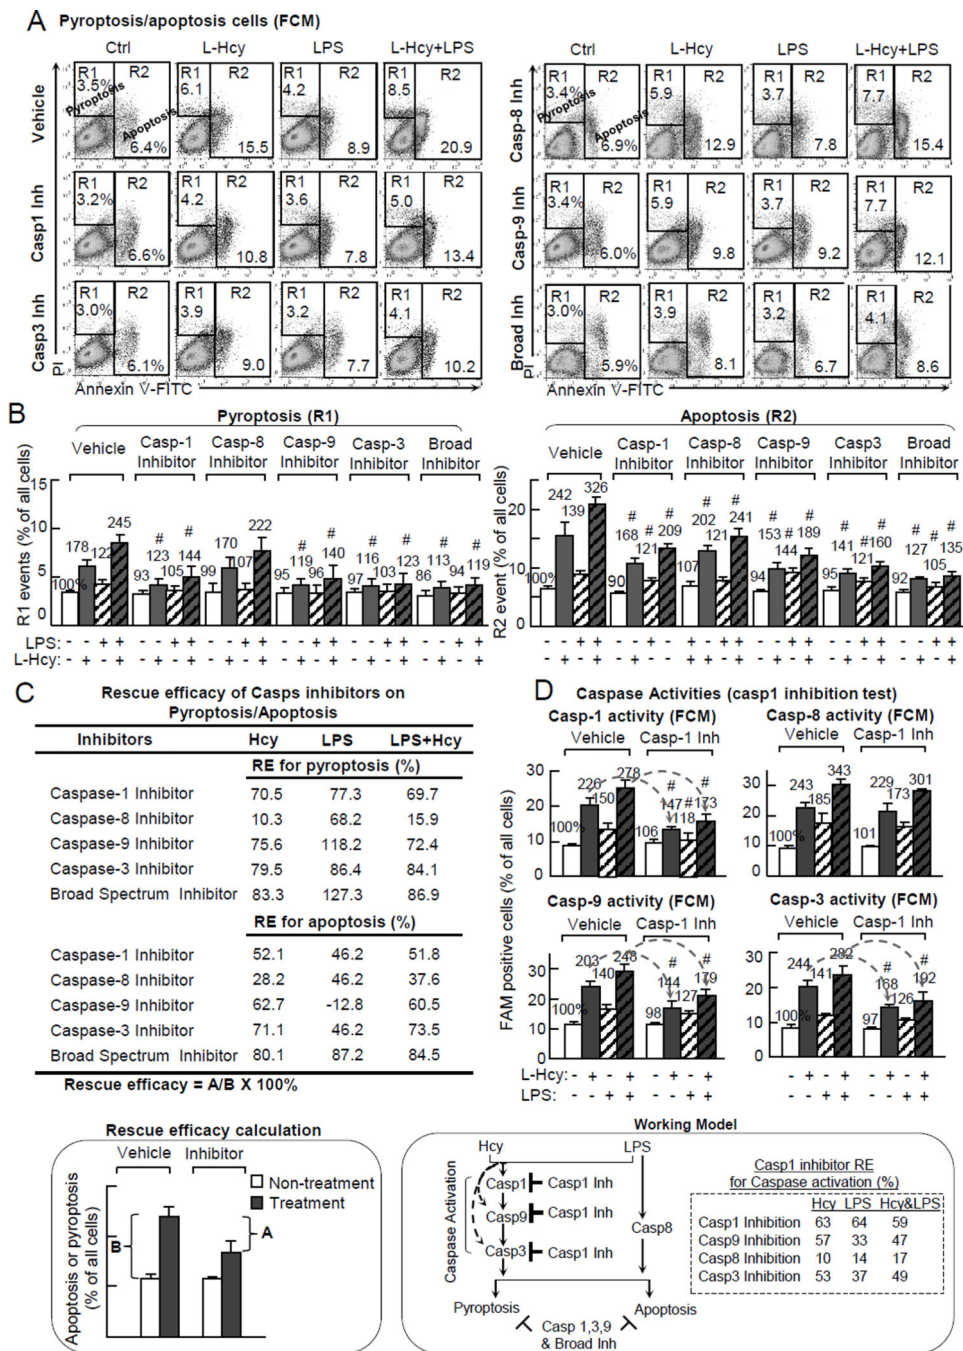 A Pyroptosis/apoptosis cells (FCM)
Ctrl L-Hcy LPS L-Hcy+LPS
Vehicle
R1 R2 R1 R2 R1 R2 R1 R2
3.5% 6.1 4.2 8.5
Pyroptosis
Apoptosis
6.4% 15.5 8.9 20.9
Casp1 Inh
R1 R2 R1 R2 R1 R2 R1 R2
3.2% 4.2 3.6 5.0
6.6% 10.8 7.8 13.4
Casp3 Inh
R1 R2 R1 R2 R1 R2 R1 R2
3.0% 3.9 3.2 4.1
6.1% 9.0 7.7 10.2
PI
Annexin V-FITC
Ctrl L-Hcy LPS L-Hcy+LPS
Casp-8 Inh
R1 R2 R1 R2 R1 R2 R1 R2
3.4% 5.9 3.7 7.7
Pyroptosis
Apoptosis
6.9% 12.9 7.8 15.4
Casp-9 Inh
R1 R2 R1 R2 R1 R2 R1 R2
3.4% 5.9 3.7 7.7
6.0% 9.8 9.2 12.1
Broad Inh
R1 R2 R1 R2 R1 R2 R1 R2
3.0% 3.9 3.2 4.1
5.9% 8.1 6.7 8.6
PI
Annexin V-FITC
B Pyroptosis (R1)
Vehicle Casp-1 Inhibitor Casp-8 Inhibitor Casp-9 Inhibitor Casp-3 Inhibitor Broad Inhibitor
R1 events (% of all cells)
15
10
5
0
100% 178 122 245
93 # 123 105 # 144
99 170 107 222
95 # 119 96 # 140
97 # 116 103 # 123
86 # 113 94 # 119
LPS: - - + + - - + + - - + + - - + + - - + + - - + +
L-Hcy: - + - + - + - + - + - + - + - + - + - + - + - +
Apoptosis (R2)
Vehicle Casp-1 Inhibitor Casp-8 Inhibitor Casp-9 Inhibitor Casp3 Inhibitor Broad Inhibitor
R2 event (% of all cells)
20
10
0
100% 242 139 326
90 # 168 # 121 # 209
107 # 202 # 121 # 241
94 # 153 # 144 # 189
95 # 141 # 121 # 160
92 # 127 # 105 # 135
C Rescue efficacy of Casps inhibitors on
Pyroptosis/Apoptosis
Inhibitors Hcy LPS LPS+Hcy
RE for pyroptosis (%)
Caspase-1 Inhibitor 70.5 77.3 69.7
Caspase-8 Inhibitor 10.3 68.2 15.9
Caspase-9 Inhibitor 75.6 118.2 72.4
Caspase-3 Inhibitor 79.5 86.4 84.1
Broad Spectrum Inhibitor 83.3 127.3 86.9
RE for apoptosis (%)
Caspase-1 Inhibitor 52.1 46.2 51.8
Caspase-8 Inhibitor 28.2 46.2 37.6
Caspase-9 Inhibitor 62.7 -12.8 60.5
Caspase-3 Inhibitor 71.1 46.2 73.5
Broad Spectrum Inhibitor 80.1 87.2 84.5
Rescue efficacy = A/B X 100%
Rescue efficacy calculation
Vehicle Inhibitor
Non-treatment
Treatment
Apoptosis or pyroptosis
(% of all cells)
B
A
D Caspase Activities (casp1 inhibition test)
FAM positive cells (% of all cells)
Casp-1 activity (FCM)
Vehicle Casp-1 Inh
30
20
10
0
100% 226 150 278
106 # 147 # 118 # 173
Casp-8 activity (FCM)
Vehicle Casp-1 Inh
30
20
10
0
100% 243 185 343
101 229 173 301
Casp-9 activity (FCM)
Vehicle Casp-1 Inh
30
20
10
0
100% 203 140 248
98 # 144 127 # 179
Casp-3 activity (FCM)
Vehicle Casp-1 Inh
30
20
10
0
100% 244 141 282
97 # 168 126 # 192
L-Hcy: - + - + - + - + - + - + - + - +
LPS: - - + + - - + + - - + + - - + +
Working Model
Hcy LPS
Caspase Activation
Casp1 Casp1 Inh
Casp9 Casp1 Inh
Casp8
Casp3 Casp1 Inh
Pyroptosis Apoptosis
Casp 1,3,9
& Broad Inh
Casp1 inhibitor RE
for Caspase activation (%)
Hcy LPS Hcy&LPS
Casp1 Inhibition 63 64 59
Casp9 Inhibition 57 33 47
Casp8 Inhibition 10 14 17
Casp3 Inhibition 53 37 49